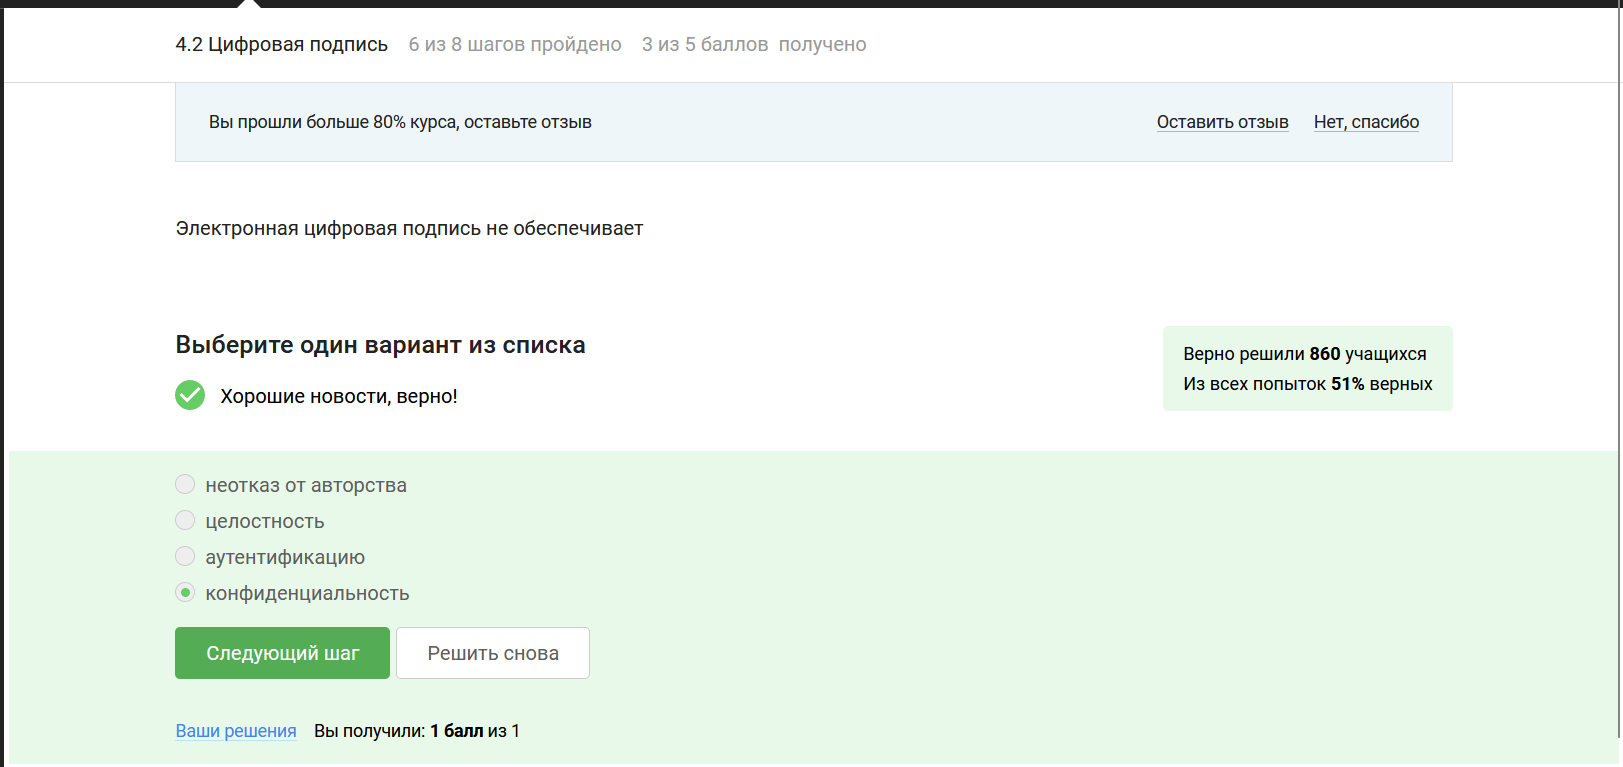 4.2 Цифровая подпись 6 из 8 шагов пройдено 3 из 5 баллов получено
Вы прошли больше 80% курса, оставьте отзыв Оставить отзыв Нет, спасибо
Электронная цифровая подпись не обеспечивает
Выберите один вариант из списка
Верно решили 860 учащихся
Из всех попыток 51% верных
Хорошие новости, верно!
неотказ от авторства
целостность
аутентификацию
конфиденциальность
Следующий шаг Решить снова
Ваши решения Вы получили: 1 балл из 1